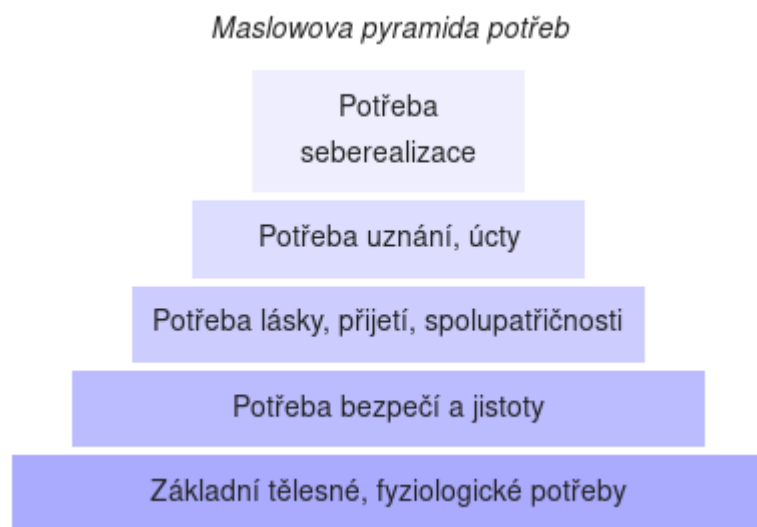 Maslowova pyramida potřeb
Potřeba
seberealizace
Potřeba uznání, úcty
Potřeba lásky, přijetí, spolupatřičnosti
Potřeba bezpečí a jistoty
Základní tělesné, fyziologické potřeby